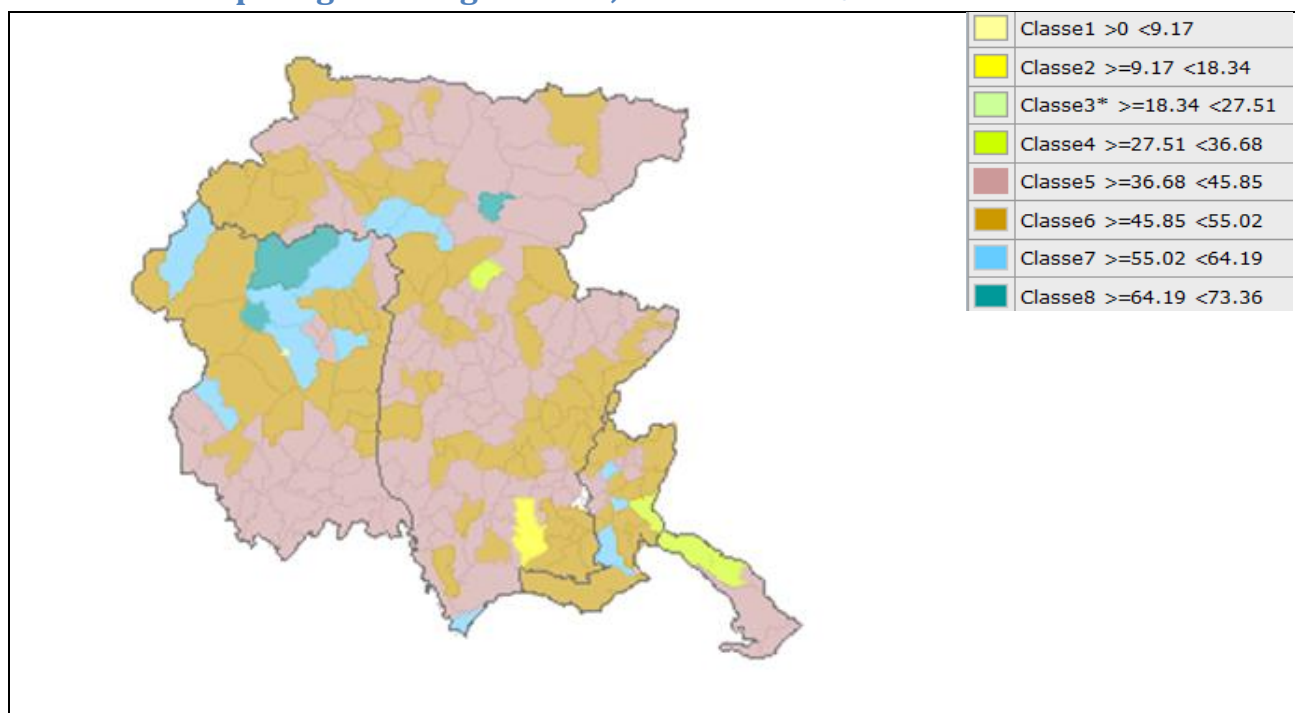 Classe1 >0 <9.17
Classe2 >=9.17 <18.34
Classe3* >=18.34 <27.51
Classe4 >=27.51 <36.68
Classe5 >=36.68 <45.85
Classe6 >=45.85 <55.02
Classe7 >=55.02 <64.19
Classe8 >=64.19 <73.36